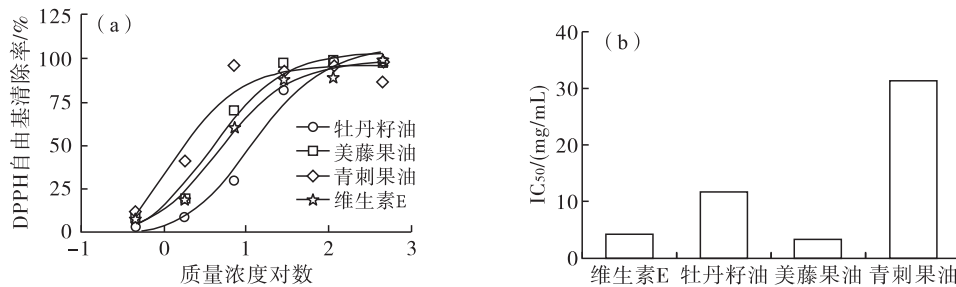 (a)
DPPH自由基清除率/%
125
100
75
50
25
0
-1
0
1
2
3
质量浓度对数
牡丹籽油
美藤果油
青刺果油
维生素E
(b)
IC₅₀/(mg/mL)
40
30
20
10
0
维生素E 牡丹籽油 美藤果油 青刺果油